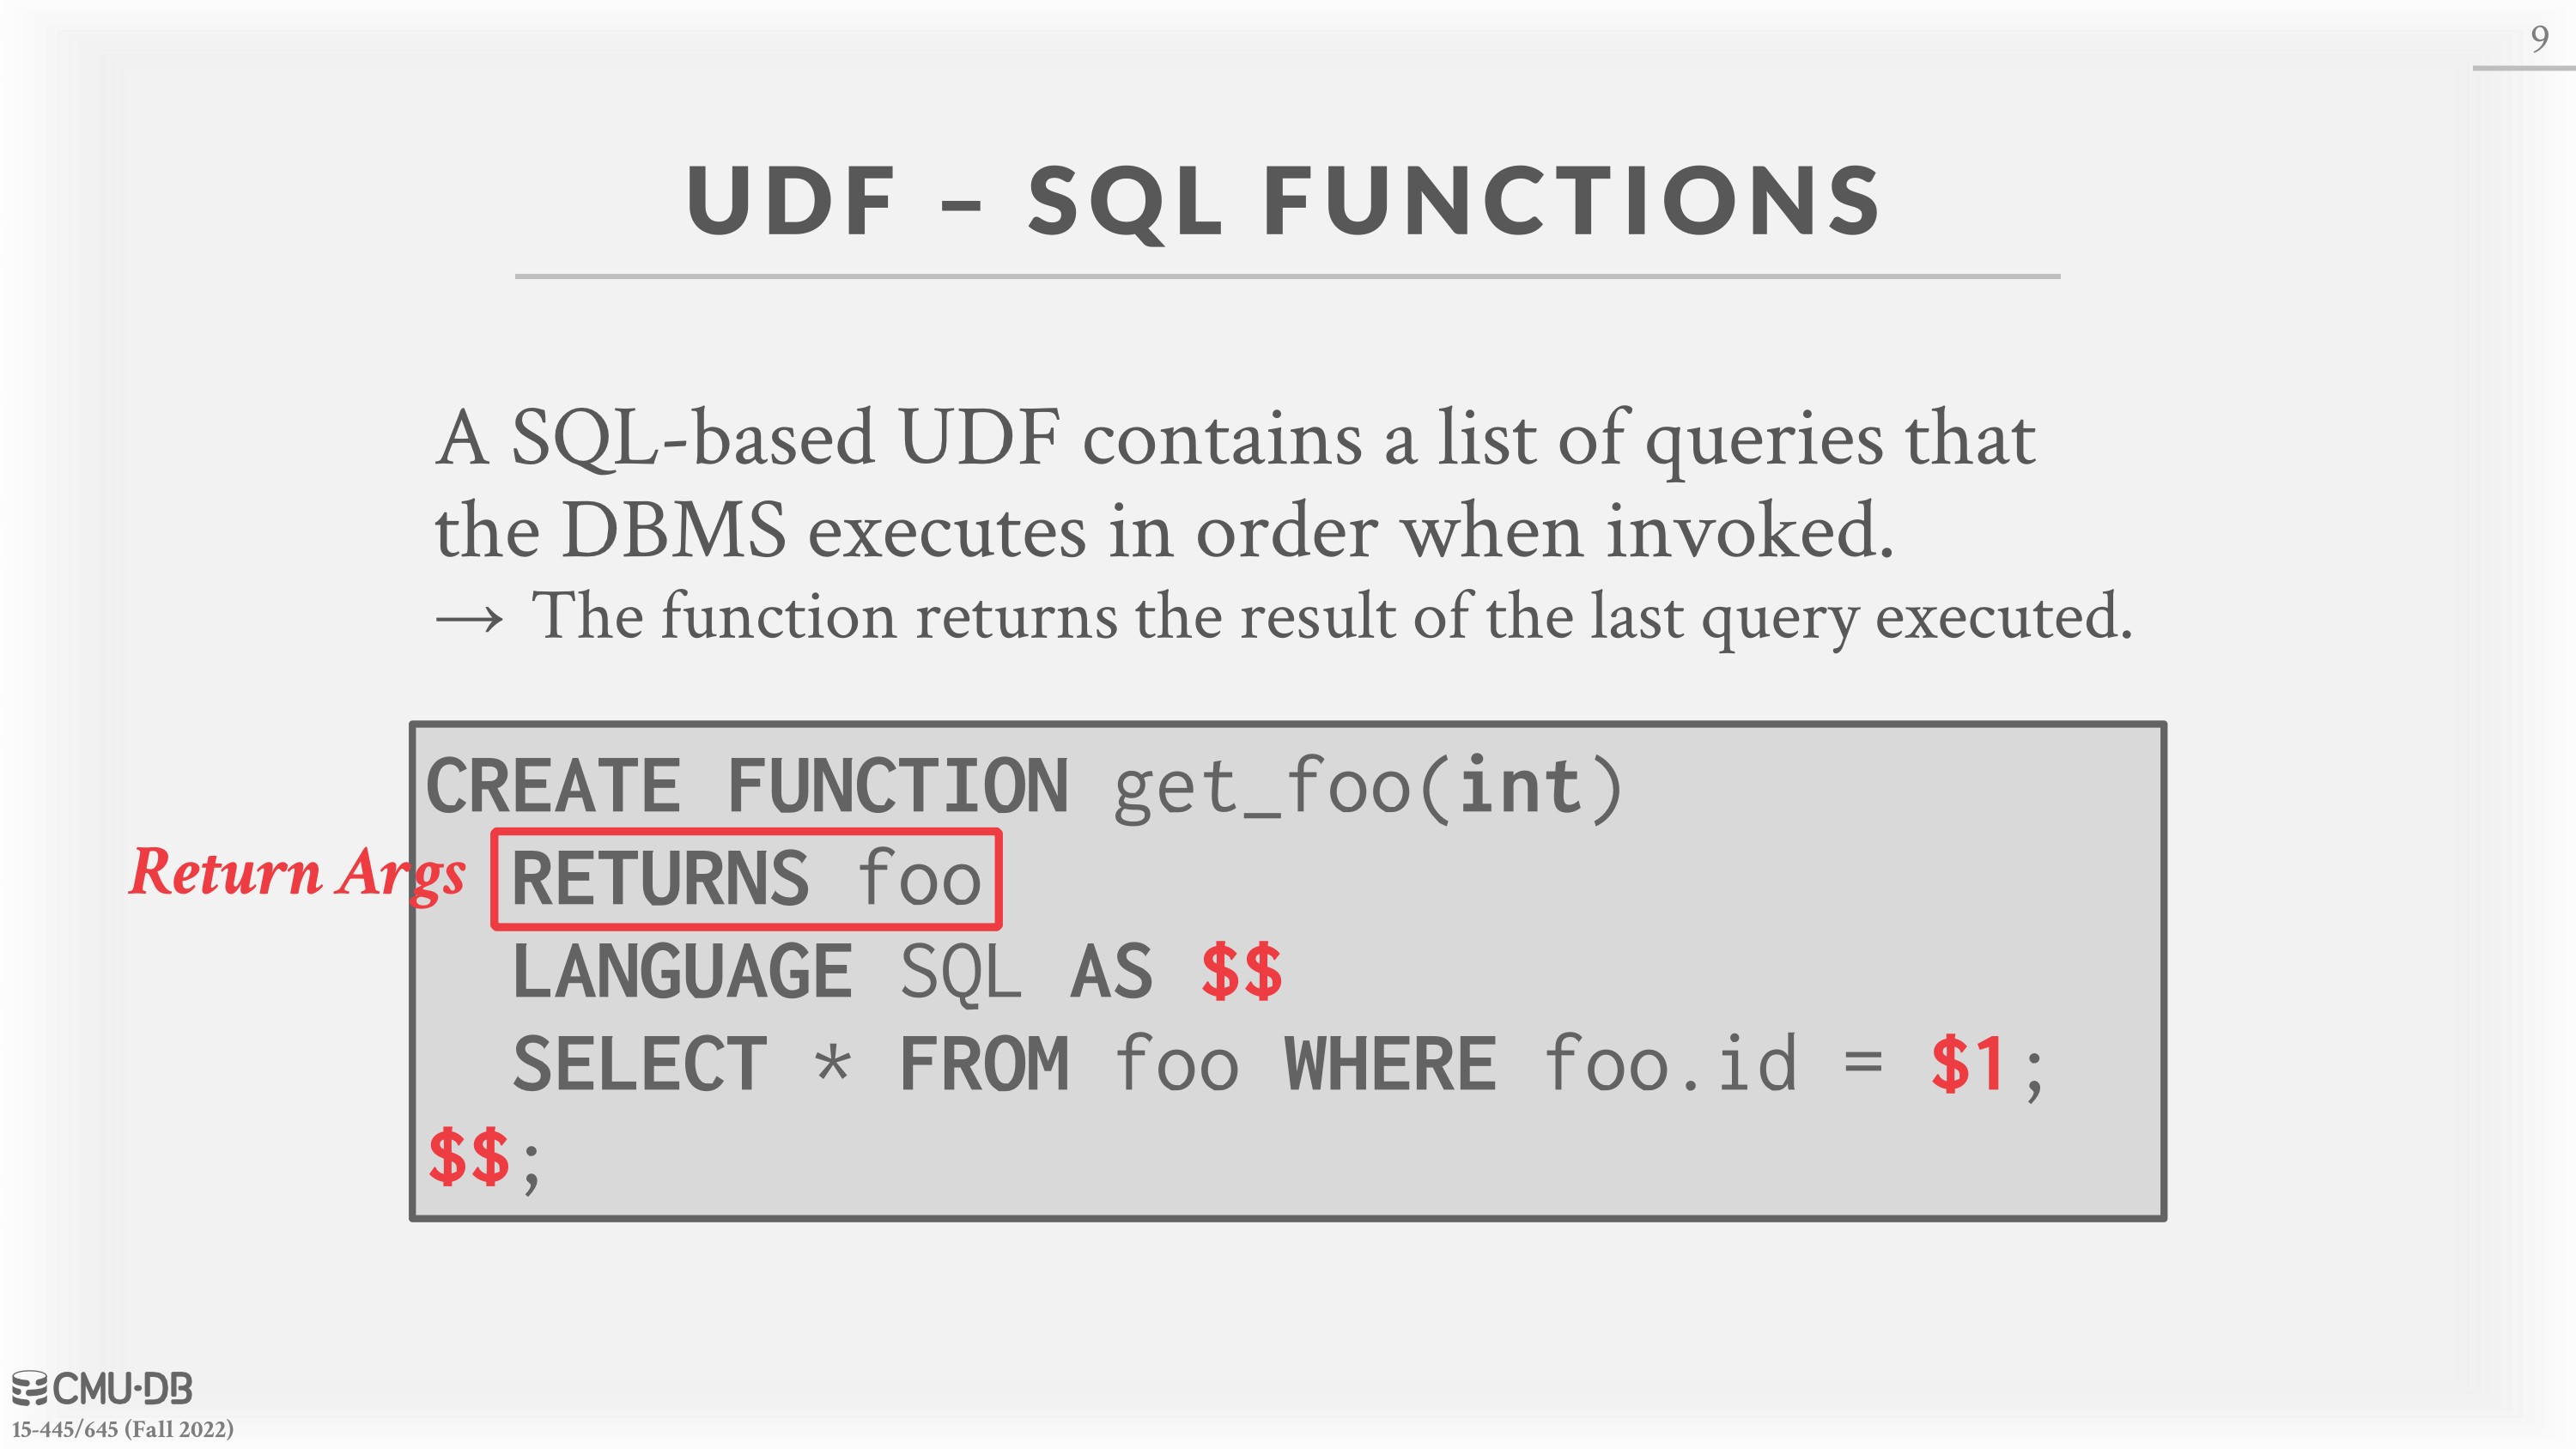 9
UDF – SQL FUNCTIONS
A SQL-based UDF contains a list of queries that
the DBMS executes in order when invoked.
→ The function returns the result of the last query executed.
CREATE FUNCTION get_foo(int)
Return Args RETURNS foo
LANGUAGE SQL AS $$
SELECT * FROM foo WHERE foo.id = $1;
$$;
CMU·DB
15-445/645 (Fall 2022)